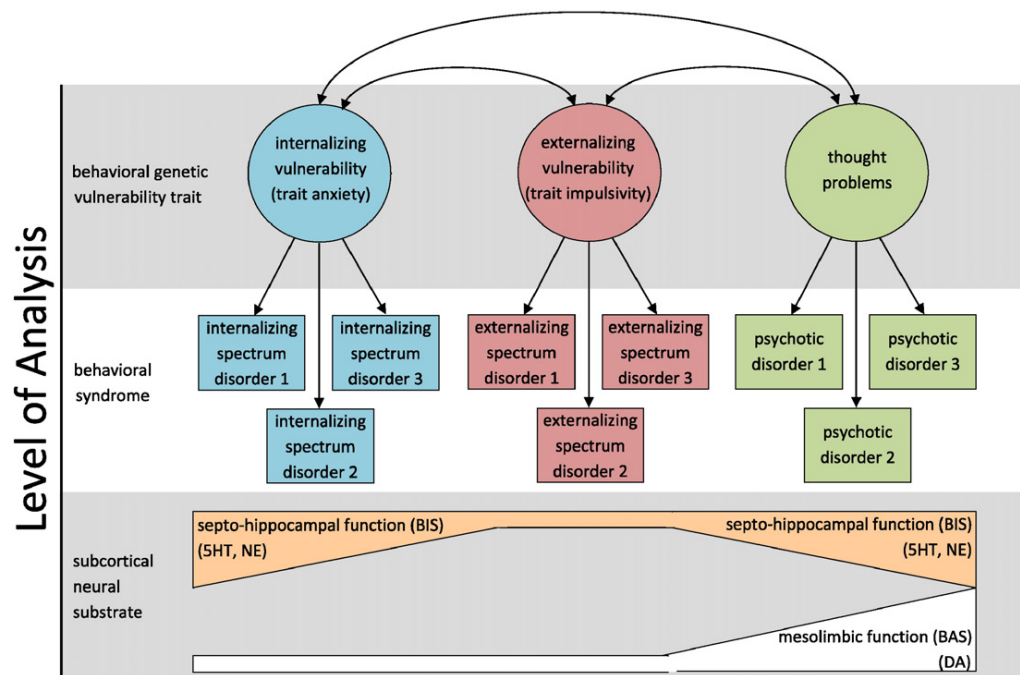 Level of Analysis
behavioral genetic
vulnerability trait
internalizing
vulnerability
(trait anxiety)
externalizing
vulnerability
(trait impulsivity)
thought
problems
behavioral
syndrome
internalizing
spectrum
disorder 1
internalizing
spectrum
disorder 3
internalizing
spectrum
disorder 2
externalizing
spectrum
disorder 1
externalizing
spectrum
disorder 3
externalizing
spectrum
disorder 2
psychotic
disorder 1
psychotic
disorder 3
psychotic
disorder 2
subcortical
neural
substrate
septo-hippocampal function (BIS)
(5HT, NE)
septo-hippocampal function (BIS)
(5HT, NE)
mesolimbic function (BAS)
(DA)